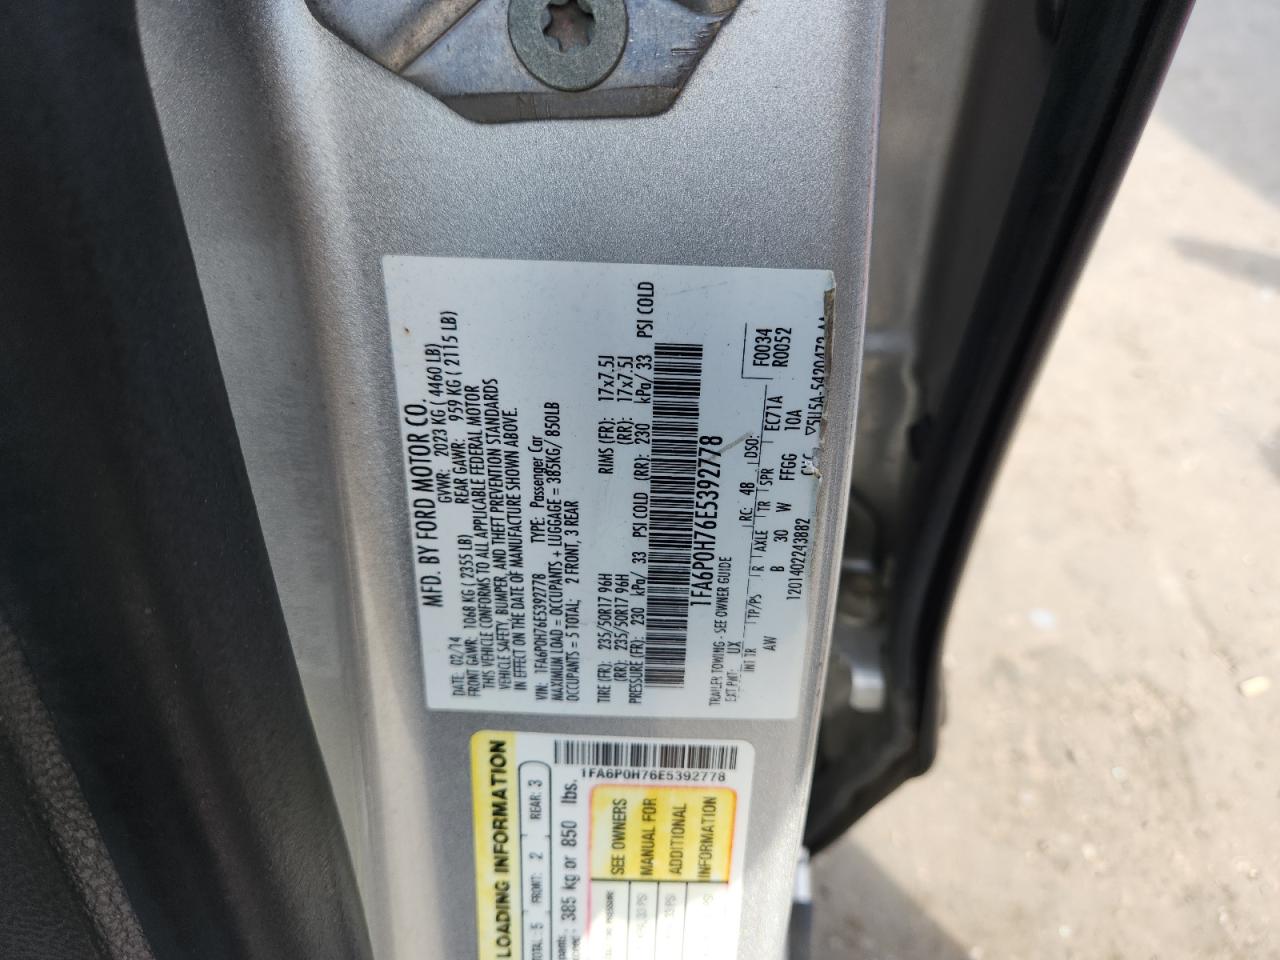 MFD. BY FORD MOTOR CO.
DATE: 02/14 GVWR: 2023 KG ( 4460 LB)
FRONT GAWR: 1068 KG ( 2355 LB) REAR GAWR: 959 KG ( 2115 LB)
THIS VEHICLE CONFORMS TO ALL APPLICABLE FEDERAL MOTOR
VEHICLE SAFETY, BUMPER, AND THEFT PREVENTION STANDARDS
IN EFFECT ON THE DATE OF MANUFACTURE SHOWN ABOVE.
VIN: 1FA6P0H76E5392778 TYPE: Passenger Car
MAXIMUM LOAD = OCCUPANTS + LUGGAGE = 385KG/ 850LB
OCCUPANTS = 5 TOTAL: 2 FRONT, 3 REAR
TIRE (FR): 235/50R17 96H RIMS (FR): 17x7.5J
(RR): 235/50R17 96H (RR): 17x7.5J
PRESSURE (FR): 230 kPa/ 33 PSI COLD (RR): 230 kPa/ 33 PSI COLD
1FA6P0H76E5392778
TRAILER TOWING - SEE OWNER GUIDE F0034
EXT PNT: UX RC: 48 DSO: R0052
INT TR TP/PS R AXLE TR SPR EC71A
AW B 30 W FFGG 10A
1201402243882 5U5A-5420472
LOADING INFORMATION
TOTAL: 5 FRONT: 2 REAR: 3
385 kg or 850 lbs.
1FA6P0H76E5392778
SEE OWNERS
MANUAL FOR
ADDITIONAL
INFORMATION